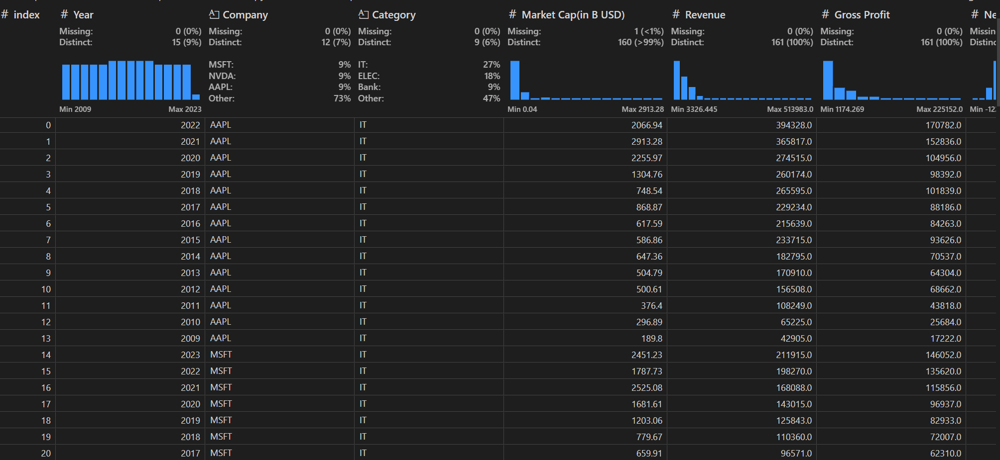 # index # Year Company Category # Market Cap(in B USD) # Revenue # Gross Profit # Ne
Missing: 0 (0%) Missing: 0 (0%) Missing: 0 (0%) Missing: 1 (<1%) Missing: 0 (0%) Missing: 0 (0%) Missin
Distinct: 15 (9%) Distinct: 12 (7%) Distinct: 9 (6%) Distinct: 160 (>99%) Distinct: 161 (100%) Distinct: 161 (100%) Distinc
MSFT: 9% IT: 27%
NVDA: 9% ELEC: 18%
AAPL: 9% Bank: 9%
Other: 73% Other: 47%
Min 2009 Max 2023 Min 0.04 Max 2913.28 Min 3326.445 Max 513983.0 Min 1174.269 Max 225152.0 Min -122
0 2022 AAPL IT 2066.94 394328.0 170782.0
1 2021 AAPL IT 2913.28 365817.0 152836.0
2 2020 AAPL IT 2255.97 274515.0 104956.0
3 2019 AAPL IT 1304.76 260174.0 98392.0
4 2018 AAPL IT 748.54 265595.0 101839.0
5 2017 AAPL IT 868.87 229234.0 88186.0
6 2016 AAPL IT 617.59 215639.0 84263.0
7 2015 AAPL IT 586.86 233715.0 93626.0
8 2014 AAPL IT 647.36 182795.0 70537.0
9 2013 AAPL IT 504.79 170910.0 64304.0
10 2012 AAPL IT 500.61 156508.0 68662.0
11 2011 AAPL IT 376.4 108249.0 43818.0
12 2010 AAPL IT 296.89 65225.0 25684.0
13 2009 AAPL IT 189.8 42905.0 17222.0
14 2023 MSFT IT 2451.23 211915.0 146052.0
15 2022 MSFT IT 1787.73 198270.0 135620.0
16 2021 MSFT IT 2525.08 168088.0 115856.0
17 2020 MSFT IT 1681.61 143015.0 96937.0
18 2019 MSFT IT 1203.06 125843.0 82933.0
19 2018 MSFT IT 779.67 110360.0 72007.0
20 2017 MSFT IT 659.91 96571.0 62310.0